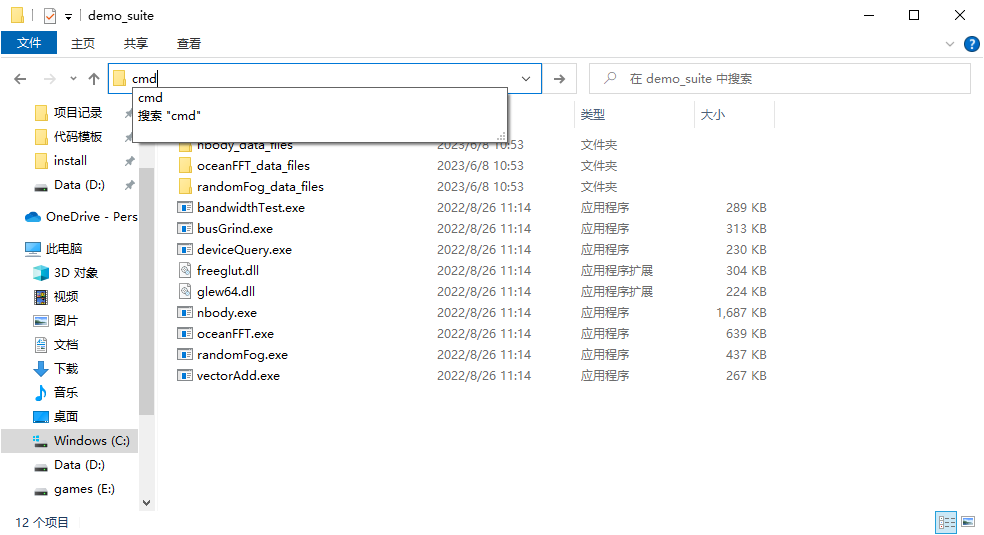 demo_suite
文件 主页 共享 查看
cmd
在 demo_suite 中搜索
cmd
搜索 "cmd"
类型 大小
项目记录
代码模板
install
Data (D:)
OneDrive - Pers
此电脑
3D 对象
视频
图片
文档
下载
音乐
桌面
Windows (C:)
Data (D:)
games (E:)
nbody_data_files 2023/6/8 10:53 文件夹
oceanFFT_data_files 2023/6/8 10:53 文件夹
randomFog_data_files 2023/6/8 10:53 文件夹
bandwidthTest.exe 2022/8/26 11:14 应用程序 289 KB
busGrind.exe 2022/8/26 11:14 应用程序 313 KB
deviceQuery.exe 2022/8/26 11:14 应用程序 230 KB
freeglut.dll 2022/8/26 11:14 应用程序扩展 304 KB
glew64.dll 2022/8/26 11:14 应用程序扩展 224 KB
nbody.exe 2022/8/26 11:14 应用程序 1,687 KB
oceanFFT.exe 2022/8/26 11:14 应用程序 639 KB
randomFog.exe 2022/8/26 11:14 应用程序 437 KB
vectorAdd.exe 2022/8/26 11:14 应用程序 267 KB
12 个项目